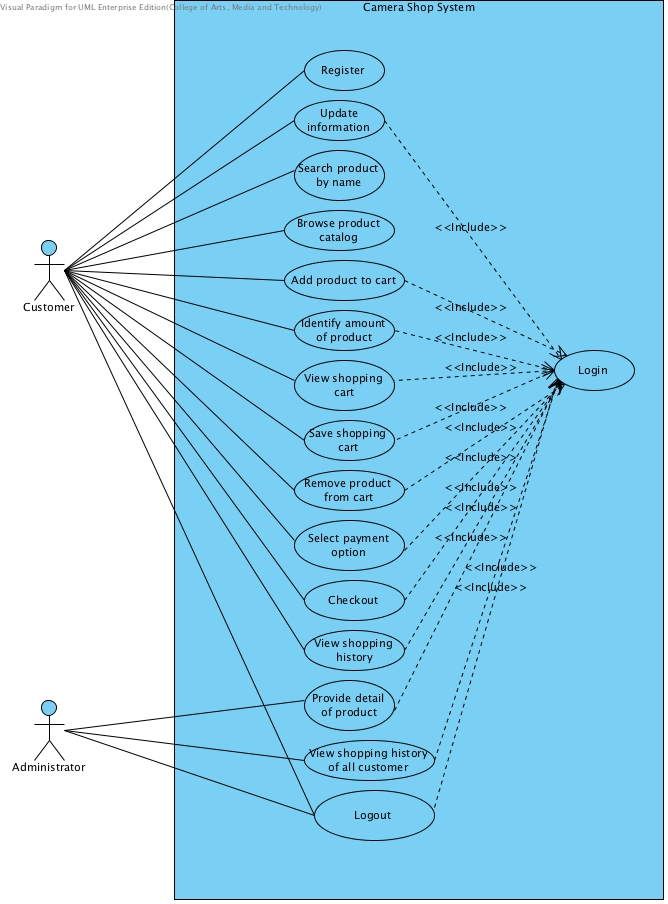 Visual Paradigm for UML Enterprise Edition(College of Arts, Media and Technology)
Camera Shop System
Register
Update
information
Search product
by name
Browse product
catalog
<<Include>>
Customer
Add product to cart
<<Include>>
Identify amount
of product
<<Include>>
View shopping
cart
<<Include>>
Login
Save shopping
cart
<<Include>>
<<Include>>
Remove product
from cart
<<Include>>
<<Include>>
<<Include>>
Select payment
option
<<Include>>
<<Include>>
<<Include>>
Checkout
View shopping
history
Provide detail
of product
Administrator
View shopping history
of all customer
Logout